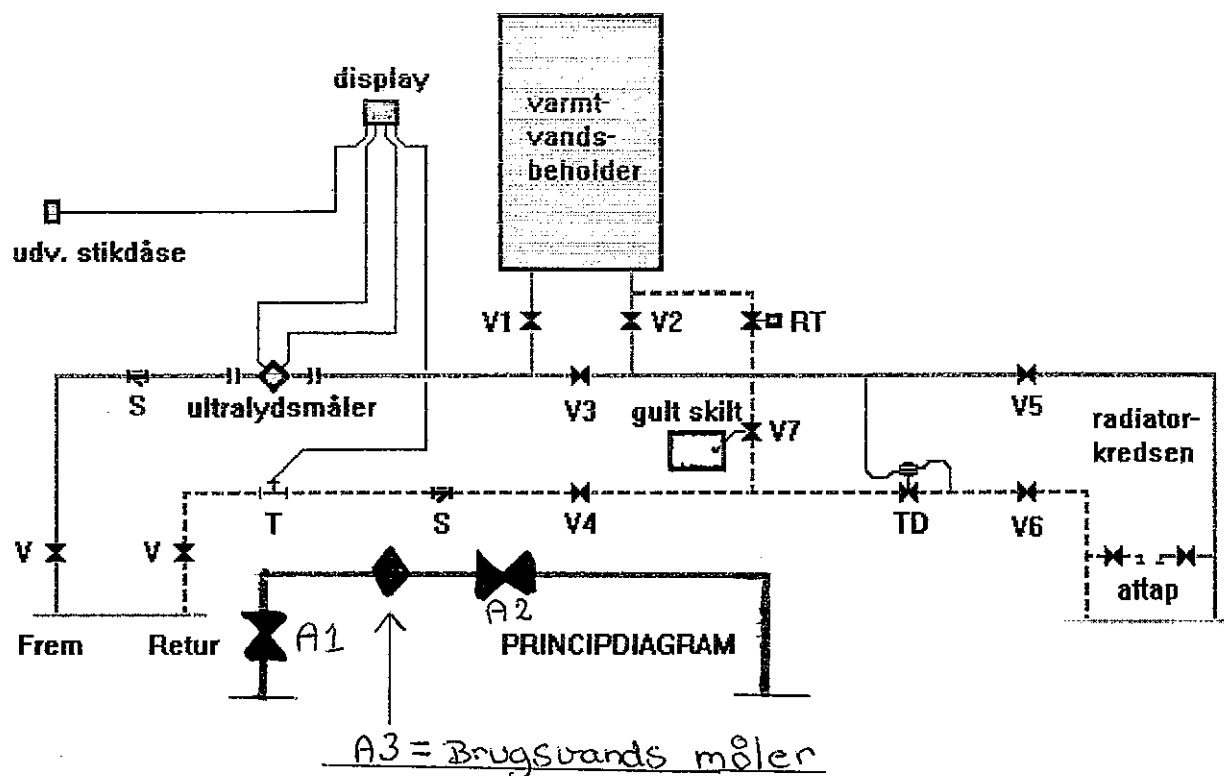 display
varmt-
vands-
beholder
udv. stikdåse
V1
V2
RT
S
ultralydsmåler
V3
gult skilt
V7
V5
radiator-
kredsen
T
S
V4
TD
V6
V
V
aftap
Frem
Retur
A1
A2
PRINCIPDIAGRAM
A3 = Brugsvands måler